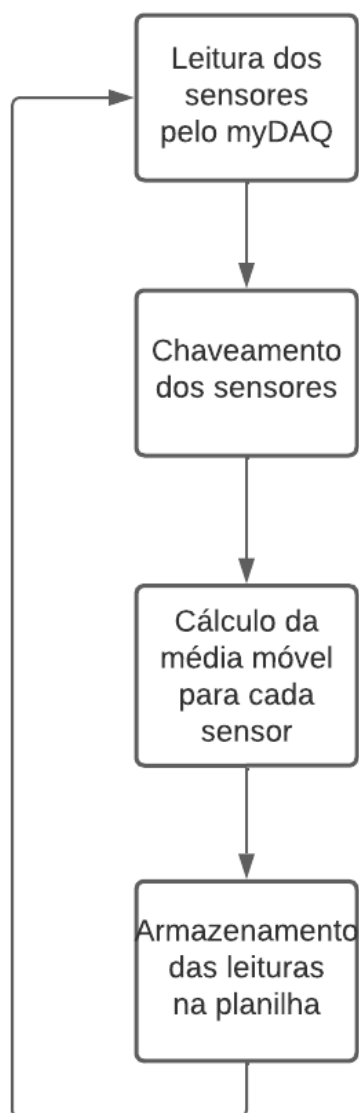 Leitura dos
sensores
pelo myDAQ
Chaveamento
dos sensores
Cálculo da
média móvel
para cada
sensor
Armazenamento
das leituras
na planilha